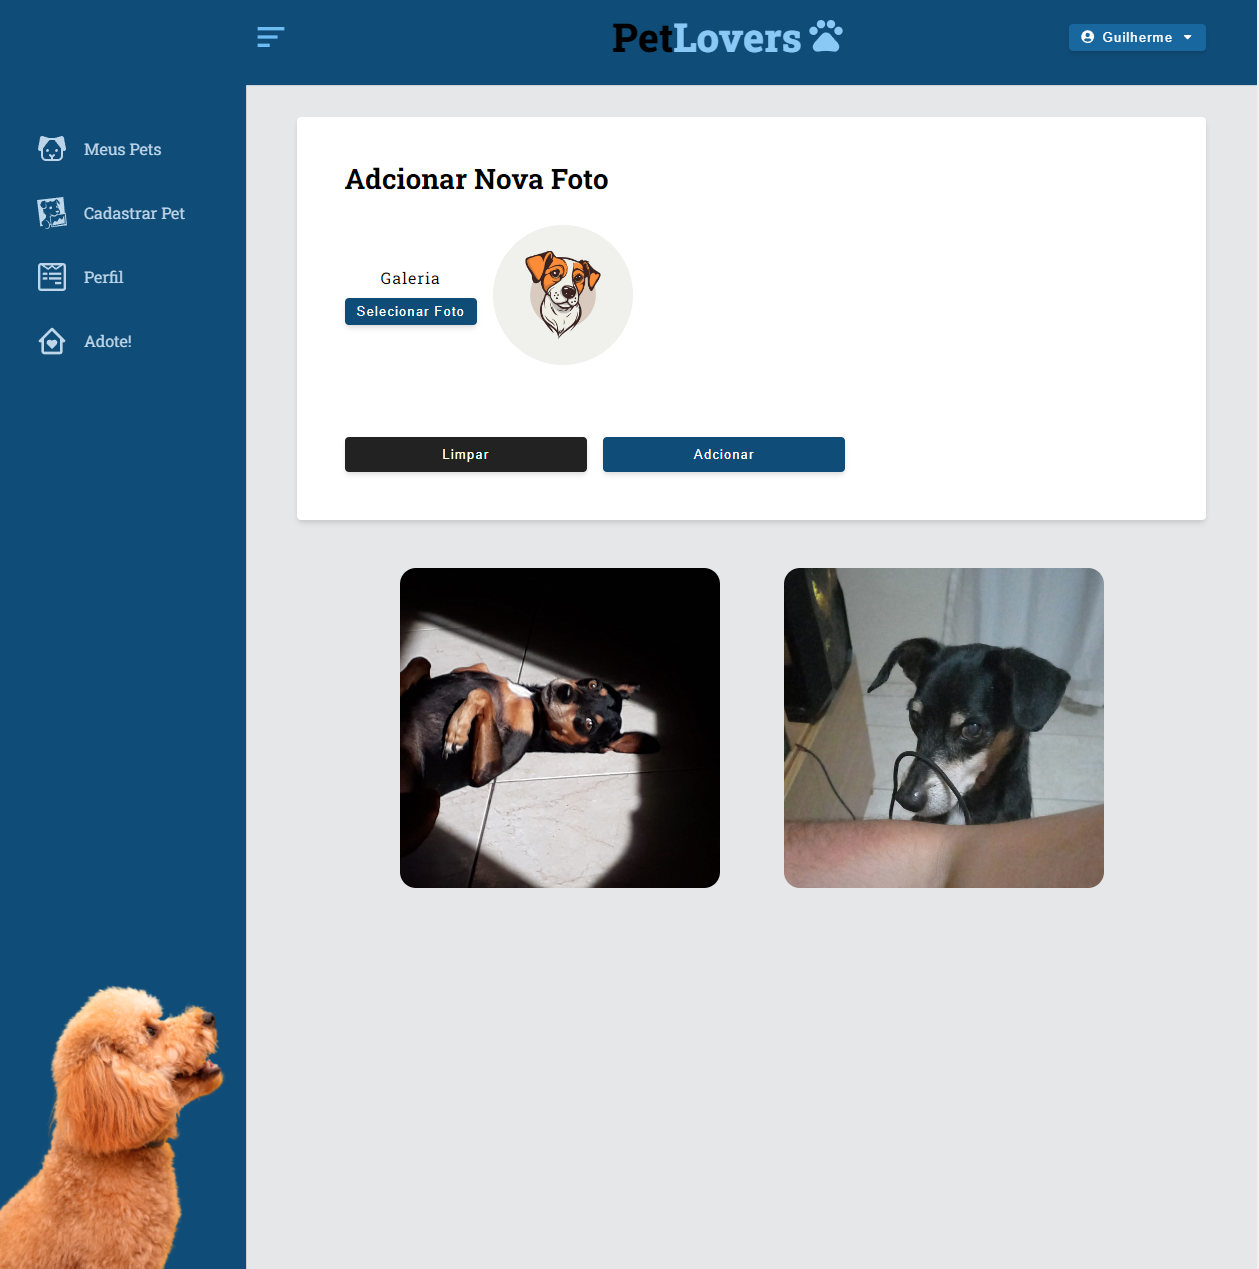 PetLovers
Guilherme
Meus Pets
Cadastrar Pet
Perfil
Adote!
Adcionar Nova Foto
Galeria
Selecionar Foto
Limpar
Adcionar